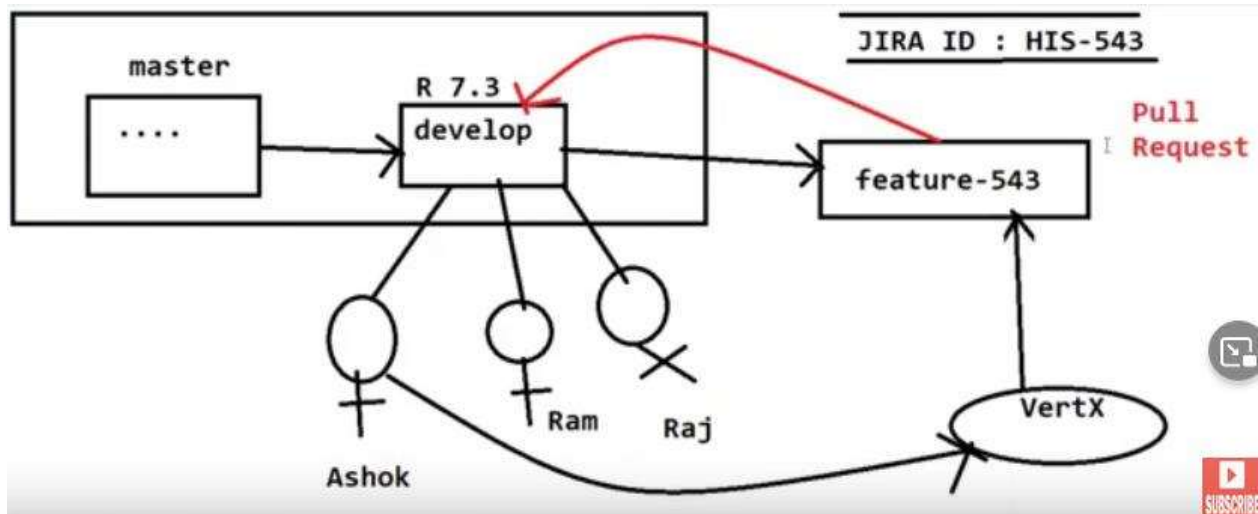 JIRA ID : HIS-543
master
....
R 7.3
develop
Pull
Request
feature-543
VertX
Ram
Raj
Ashok
SUBSCRIBE